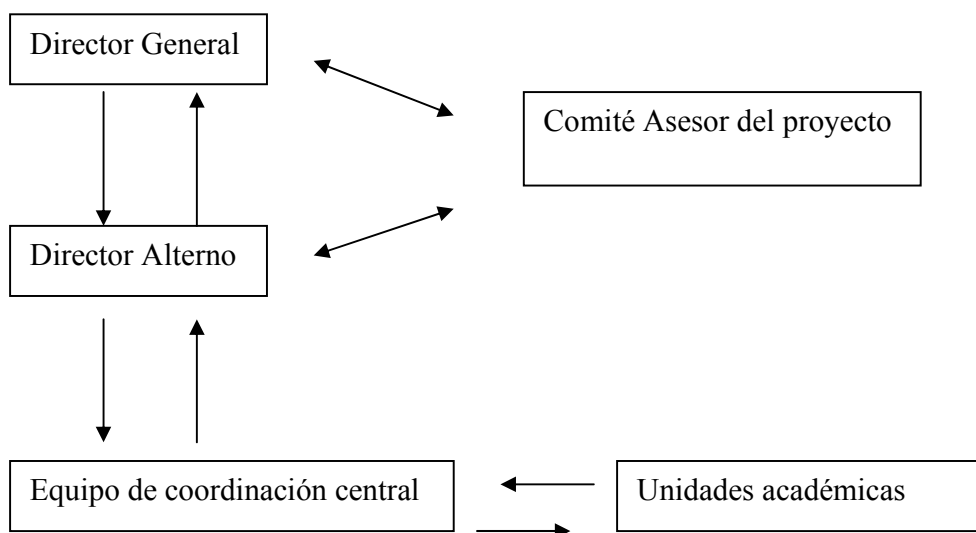 Director General
Comité Asesor del proyecto
Director Alterno
Equipo de coordinación central
Unidades académicas